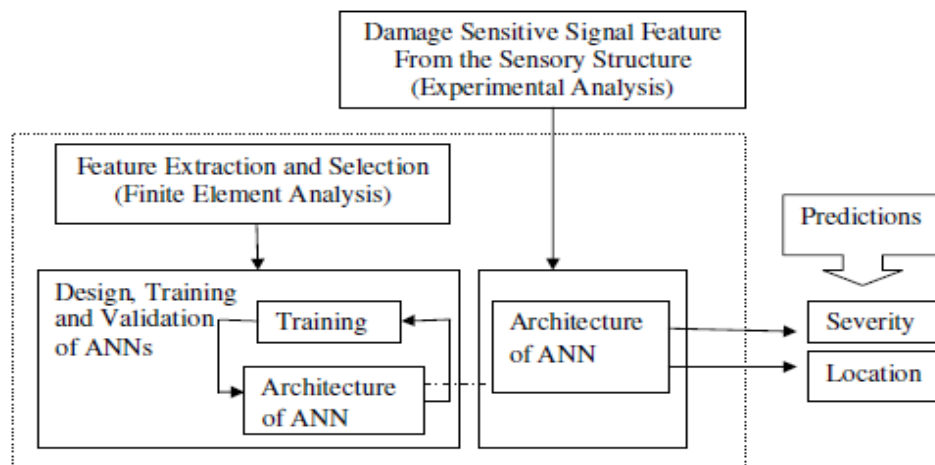 Damage Sensitive Signal Feature
From the Sensory Structure
(Experimental Analysis)
Feature Extraction and Selection
(Finite Element Analysis)
Predictions
Design, Training
and Validation
of ANNs
Training
Architecture
of ANN
Architecture
of ANN
Severity
Location